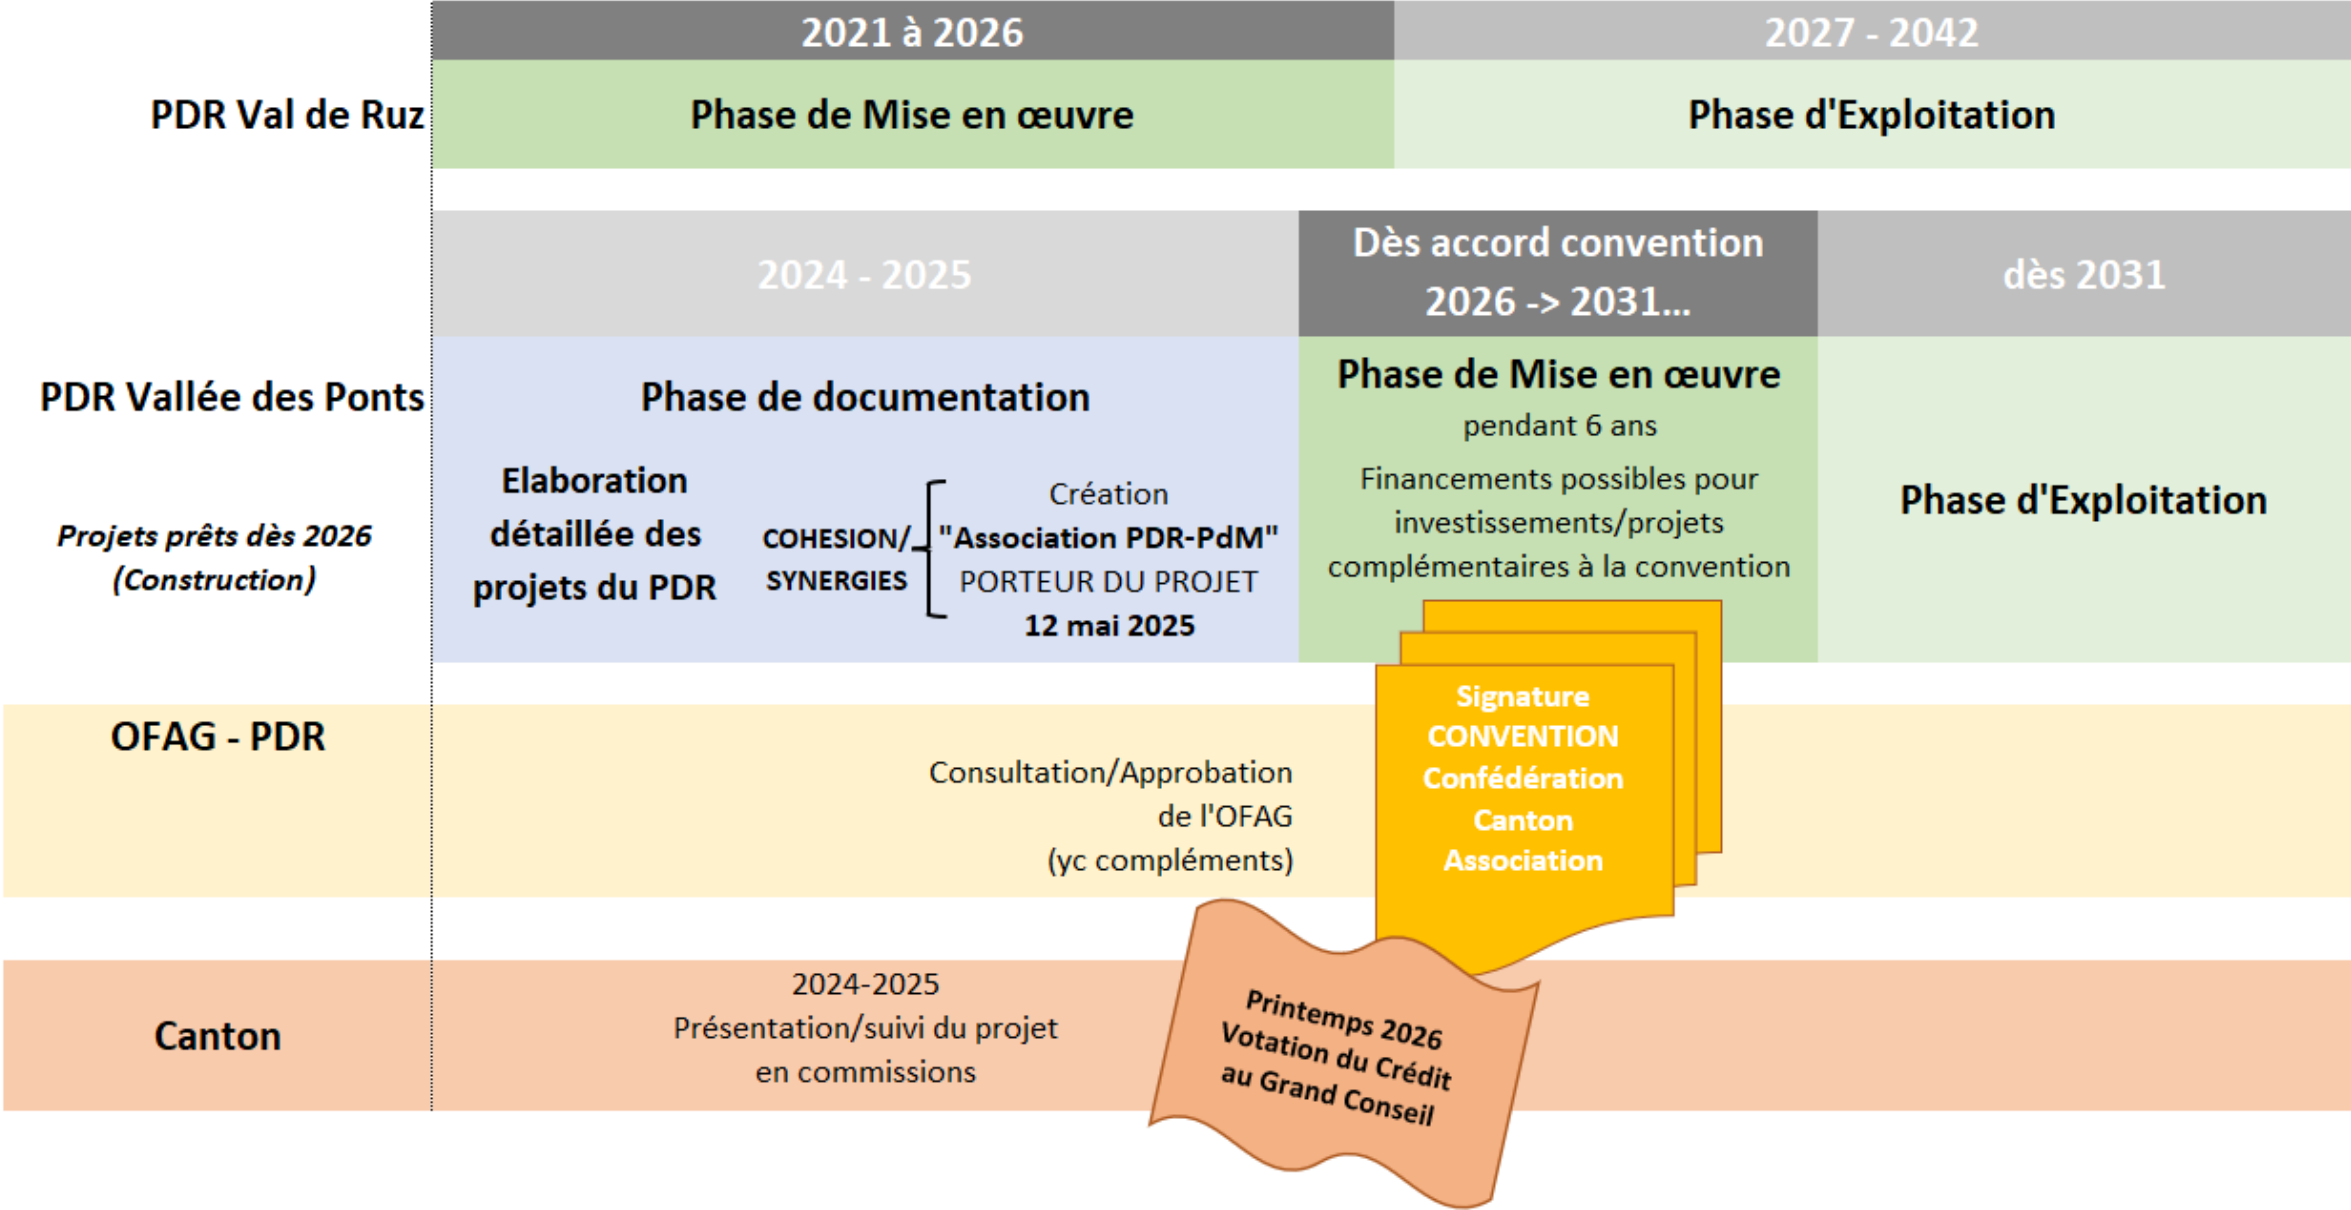 2021 à 2026
2027 - 2042
PDR Val de Ruz
Phase de Mise en œuvre
Phase d'Exploitation
2024 - 2025
Dès accord convention
2026 -> 2031...
dès 2031
PDR Vallée des Ponts
Projets prêts dès 2026
(Construction)
Phase de documentation
Elaboration
détaillée des
projets du PDR
COHESION/
SYNERGIES
Création
"Association PDR-PdM"
PORTEUR DU PROJET
12 mai 2025
Phase de Mise en œuvre
pendant 6 ans
Financements possibles pour
investissements/projets
complémentaires à la convention
Phase d'Exploitation
OFAG - PDR
Consultation/Approbation
de l'OFAG
(yc compléments)
Signature
CONVENTION
Confédération
Canton
Association
Canton
2024-2025
Présentation/suivi du projet
en commissions
Printemps 2026
Votation du Crédit
au Grand Conseil